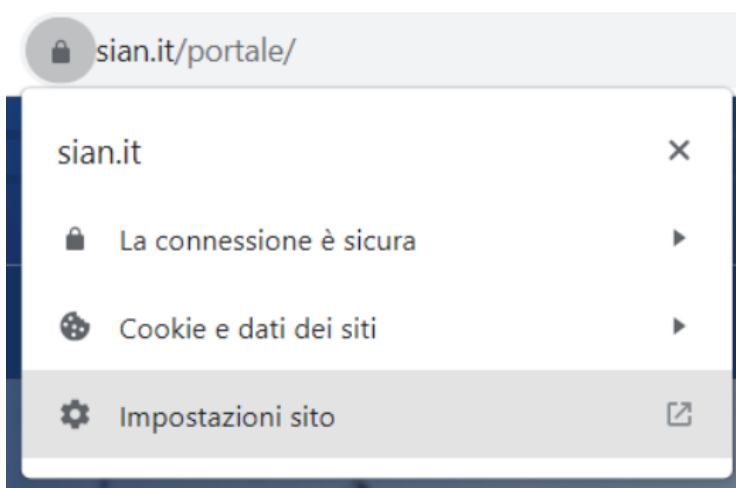 sian.it/portale/
sian.it
La connessione è sicura
Cookie e dati dei siti
Impostazioni sito